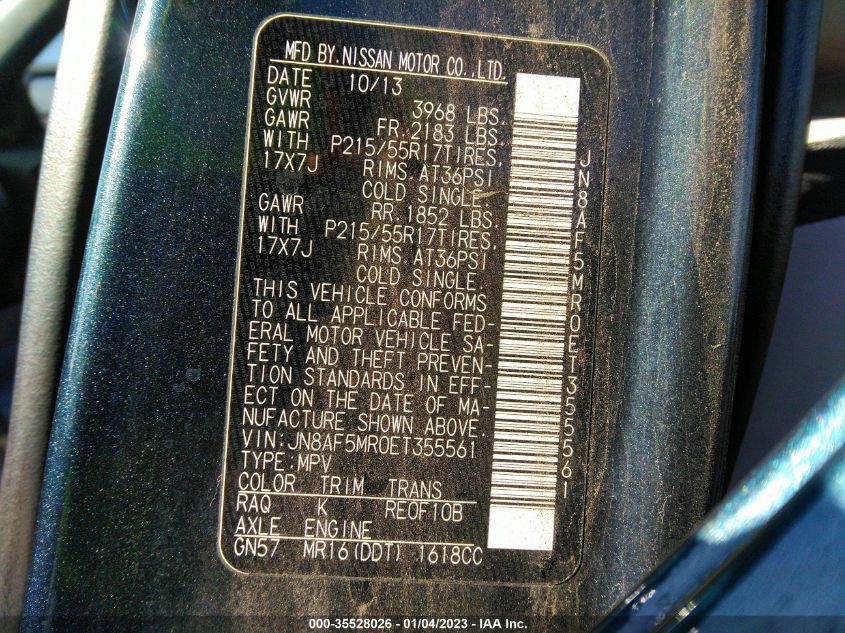 MFD BY.NISSAN MOTOR CO.,LTD.
DATE 10/13
GVWR 3968 LBS.
GAWR FR.2183 LBS.
WITH P215/55R17TIRES,
17X7J RIMS.AT36PSI
COLD SINGLE.
GAWR RR.1852 LBS.
WITH P215/55R17TIRES,
17X7J RIMS.AT36PSI
COLD SINGLE.
THIS VEHICLE CONFORMS
TO ALL APPLICABLE FED-
ERAL MOTOR VEHICLE SA-
FETY AND THEFT PREVEN-
TION STANDARDS IN EFF-
ECT ON THE DATE OF MA-
NUFACTURE SHOWN ABOVE.
VIN:JN8AF5MR0ET355561
TYPE:MPV
COLOR TRIM TRANS
RAQ K RE0F10B
AXLE ENGINE
GN57 MR16(DDT) 1618CC
JN8AF5MR0ET355561
000-35528026 - 01/04/2023 - IAA Inc.